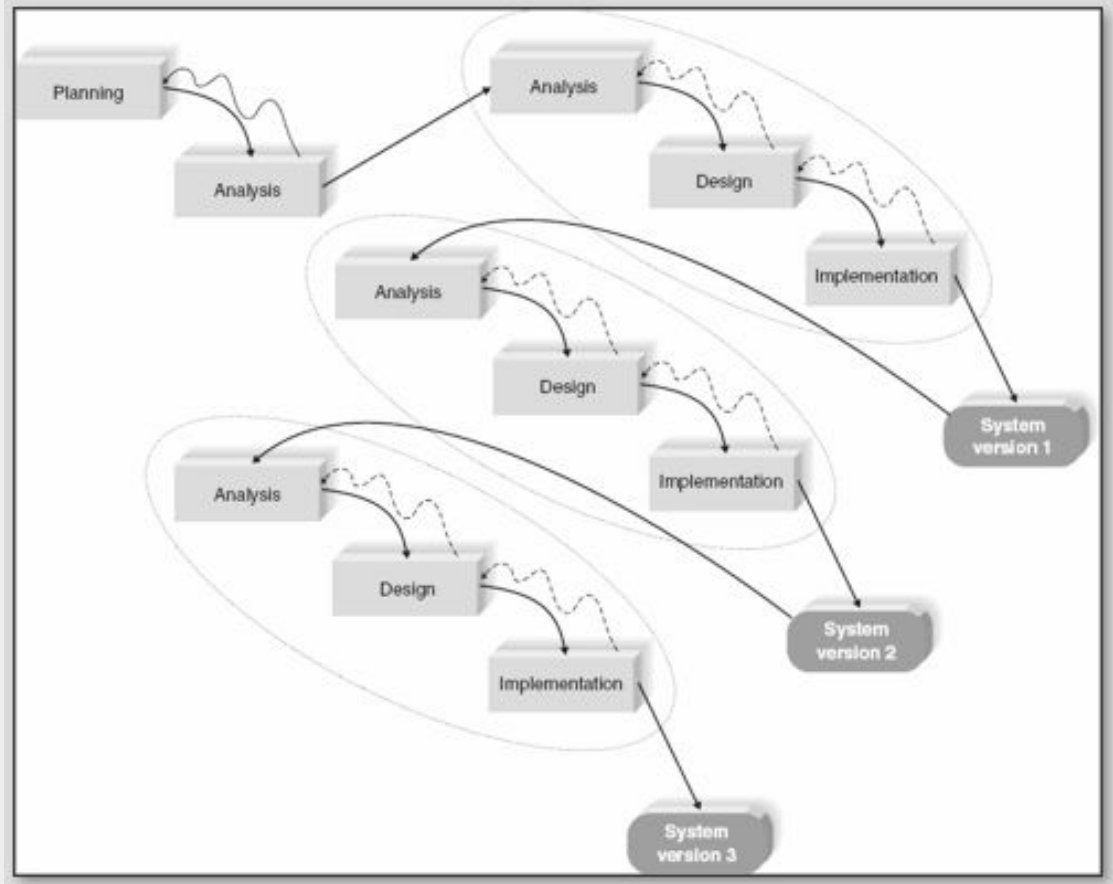 Planning
Analysis
Analysis
Design
Implementation
System
version 1
Analysis
Design
Implementation
System
version 2
Analysis
Design
Implementation
System
version 3